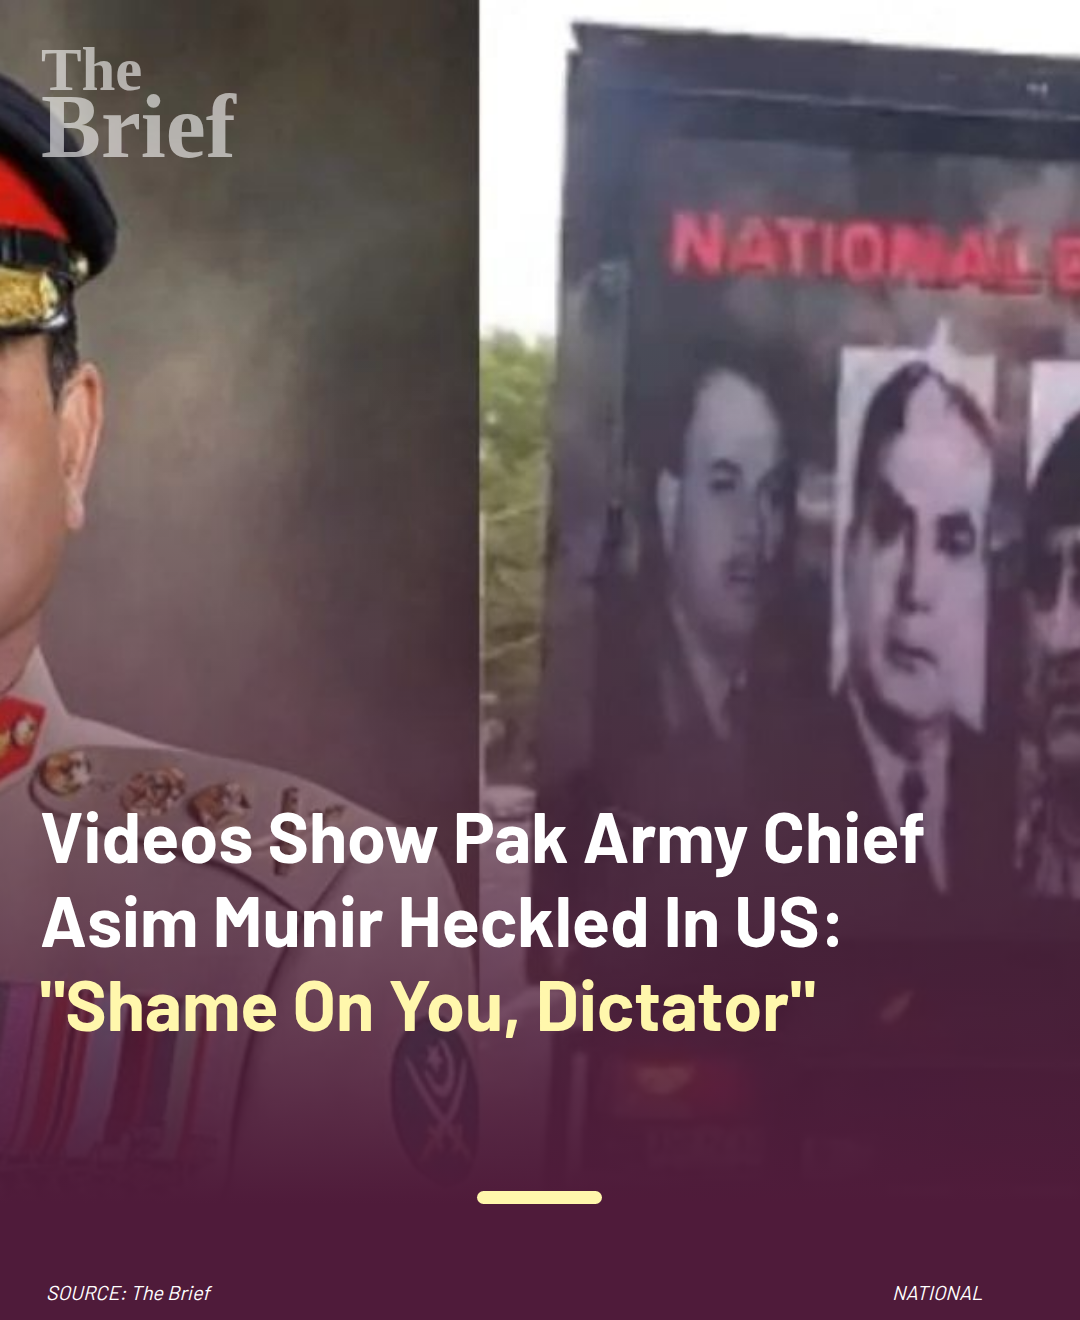 The
Brief
NATIONAL
Videos Show Pak Army Chief
Asim Munir Heckled In US:
"Shame On You, Dictator"
SOURCE: The Brief
NATIONAL